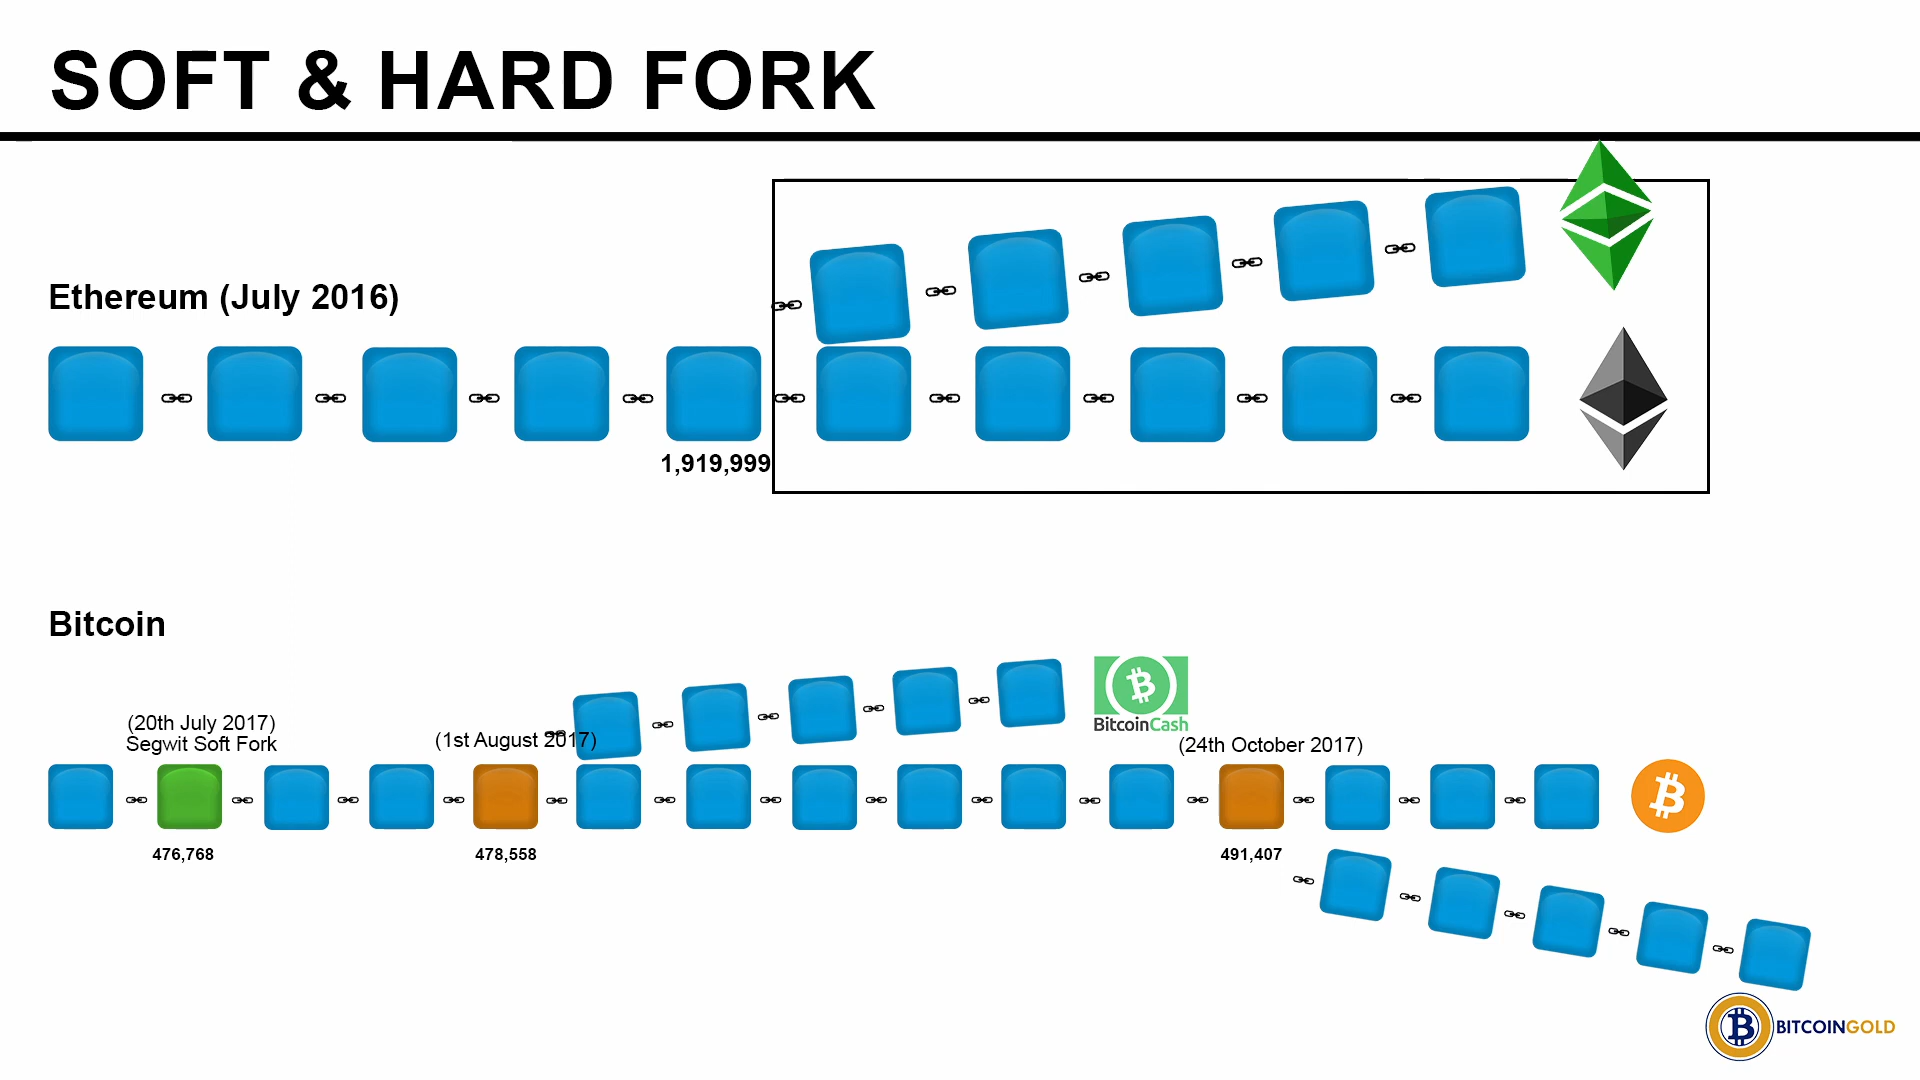 SOFT & HARD FORK
Ethereum (July 2016)
1,919,999
Bitcoin
(20th July 2017)
Segwit Soft Fork
(1st August 2017)
BitcoinCash
(24th October 2017)
476,768
478,558
491,407
BITCOINGOLD